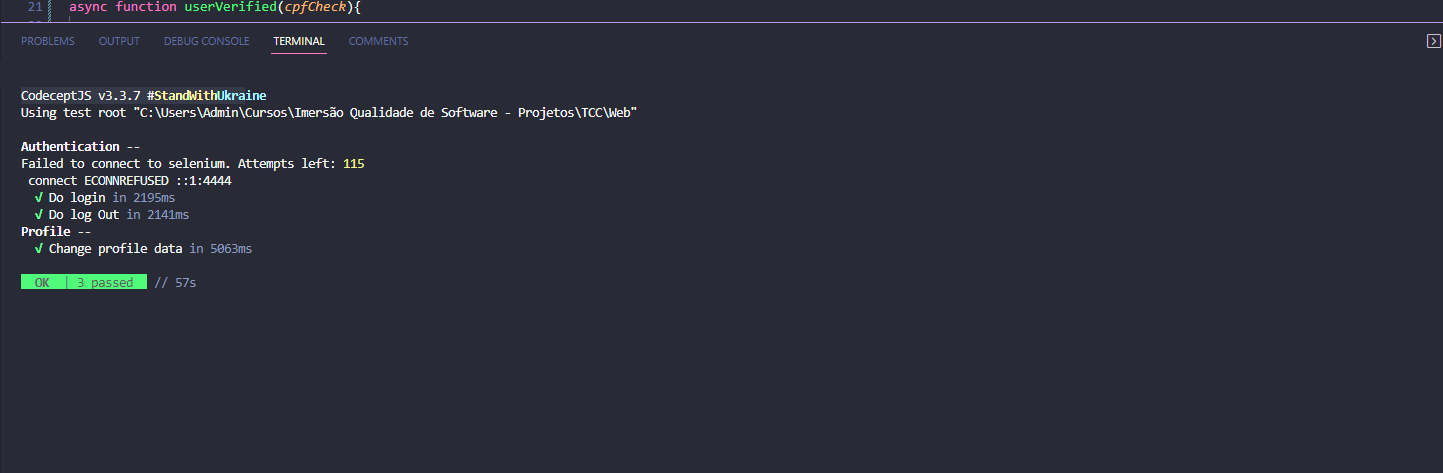 21 async function userVerified(cpfCheck){
PROBLEMS OUTPUT DEBUG CONSOLE TERMINAL COMMENTS
CodeceptJS v3.3.7 #StandWithUkraine
Using test root "C:\Users\Admin\Cursos\Imersão Qualidade de Software - Projetos\TCC\Web"
Authentication --
Failed to connect to selenium. Attempts left: 115
connect ECONNREFUSED ::1:4444
√ Do login in 2195ms
√ Do log Out in 2141ms
Profile --
√ Change profile data in 5063ms
OK | 3 passed // 57s